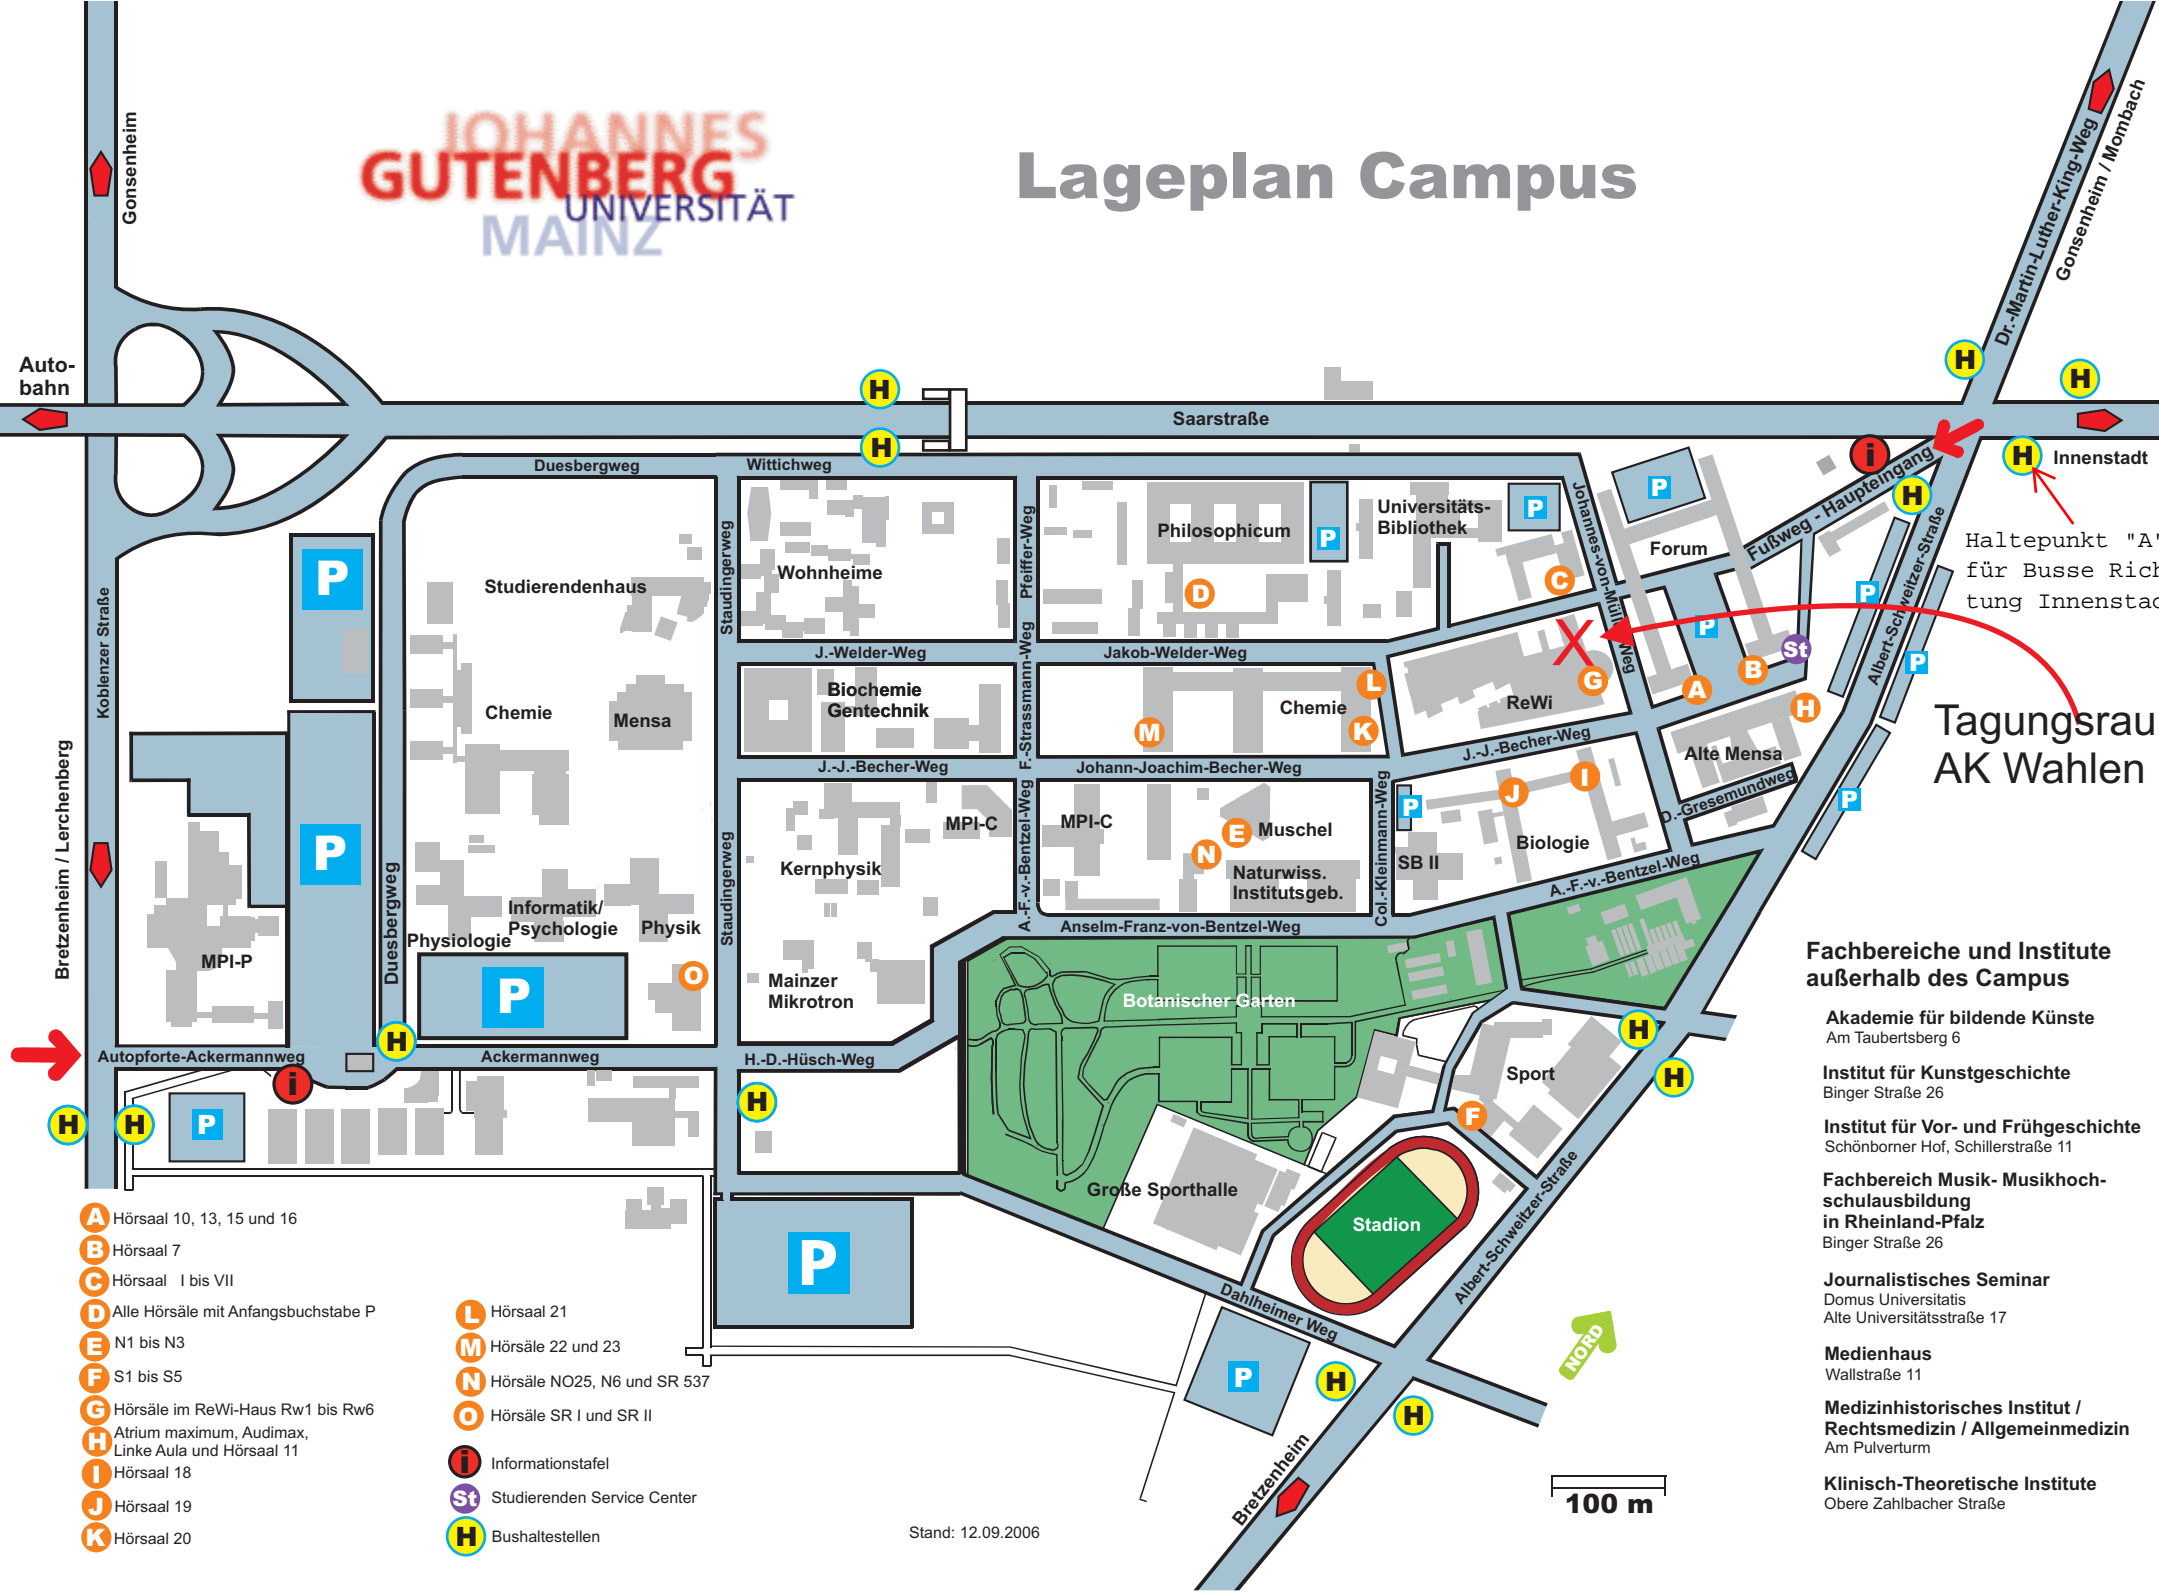 JOHANNES
GUTENBERG
UNIVERSITÄT
MAINZ
Lageplan Campus
Gonsenheim
Dr.-Martin-Luther-King-Weg
Gonsenheim / Mombach
Auto-
bahn
H
H
H
H
Saarstraße
i
H
Innenstadt
H
Haltepunkt "A"
für Busse Rich
tung Innenstad
Duesbergweg
Wittichweg
Fußweg - Haupteingang
Johannes-von-Müller-Weg
P
P
P
P
P
Koblenzer Straße
Staudingerweg
Pfeiffer-Weg
Philosophicum
Universitäts-
Bibliothek
Forum
Studierendenhaus
Wohnheime
D
C
P
P
P
St
Albert-Schweitzer-Straße
J.-Welder-Weg
Jakob-Welder-Weg
F.-Strassmann-Weg
Biochemie
Gentechnik
Chemie
Mensa
Chemie
L
M
K
ReWi
G
X
A
B
H
Tagungsrau
AK Wahlen
Alte Mensa
J.-J.-Becher-Weg
Johann-Joachim-Becher-Weg
J.-J.-Becher-Weg
D.-Gresemundweg
P
P
P
Bretzenheim / Lerchenberg
Duesbergweg
Staudingerweg
MPI-C
MPI-C
A.-F.-v.-Bentzel-Weg
Muschel
E
N
J
I
Biologie
SB II
Col.-Kleinmann-Weg
Kernphysik
Naturwiss.
Institutsgeb.
A.-F.-v.-Bentzel-Weg
Anselm-Franz-von-Bentzel-Weg
Informatik/
Psychologie
Physiologie
Physik
MPI-P
P
O
Mainzer
Mikrotron
Botanischer Garten
H
H
H
Autopforte-Ackermannweg
Ackermannweg
H.-D.-Hüsch-Weg
i
H
H
H
P
Sport
F
Große Sporthalle
Stadion
Albert-Schweitzer-Straße
Dahlheimer Weg
P
P
H
H
Bretzenheim
NORD
100 m
Fachbereiche und Institute
außerhalb des Campus
Akademie für bildende Künste
Am Taubertsberg 6
Institut für Kunstgeschichte
Binger Straße 26
Institut für Vor- und Frühgeschichte
Schönborner Hof, Schillerstraße 11
Fachbereich Musik- Musikhoch-
schulausbildung
in Rheinland-Pfalz
Binger Straße 26
Journalistisches Seminar
Domus Universitatis
Alte Universitätsstraße 17
Medienhaus
Wallstraße 11
Medizinhistorisches Institut /
Rechtsmedizin / Allgemeinmedizin
Am Pulverturm
Klinisch-Theoretische Institute
Obere Zahlbacher Straße
A Hörsaal 10, 13, 15 und 16
B Hörsaal 7
C Hörsaal I bis VII
D Alle Hörsäle mit Anfangsbuchstabe P
E N1 bis N3
F S1 bis S5
G Hörsäle im ReWi-Haus Rw1 bis Rw6
H Atrium maximum, Audimax,
Linke Aula und Hörsaal 11
I Hörsaal 18
J Hörsaal 19
K Hörsaal 20
L Hörsaal 21
M Hörsäle 22 und 23
N Hörsäle NO25, N6 und SR 537
O Hörsäle SR I und SR II
i Informationstafel
St Studierenden Service Center
H Bushaltestellen
Stand: 12.09.2006